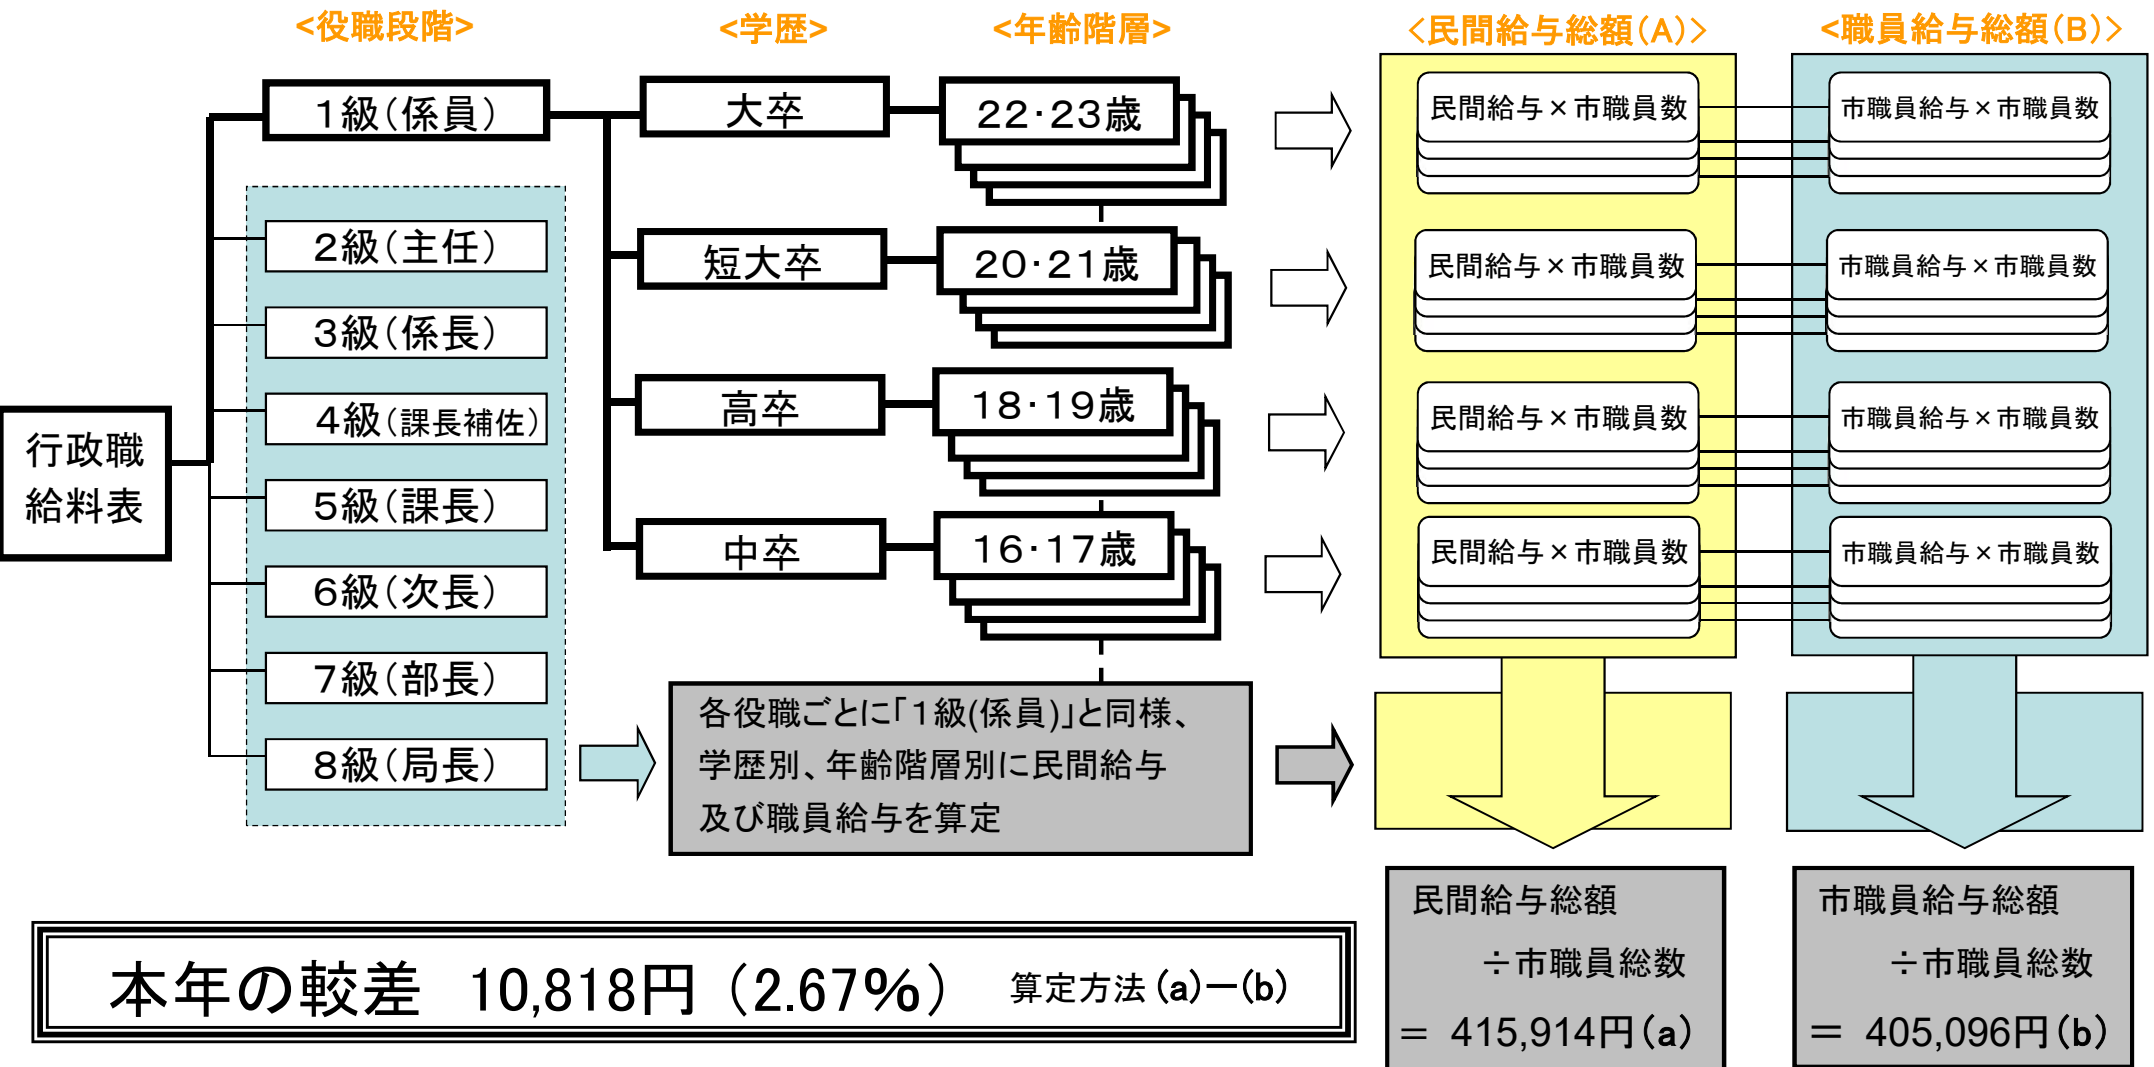 <役職段階>
<学歴>
<年齢階層>
<民間給与総額(A)>
<職員給与総額(B)>
行政職
給料表
1級(係員)
2級(主任)
3級(係長)
4級(課長補佐)
5級(課長)
6級(次長)
7級(部長)
8級(局長)
大卒
短大卒
高卒
中卒
22・23歳
20・21歳
18・19歳
16・17歳
民間給与×市職員数
市職員給与×市職員数
民間給与×市職員数
市職員給与×市職員数
民間給与×市職員数
市職員給与×市職員数
民間給与×市職員数
市職員給与×市職員数
各役職ごとに「1級(係員)」と同様、
学歴別、年齢階層別に民間給与
及び職員給与を算定
民間給与総額
÷市職員総数
= 415,914円(a)
市職員給与総額
÷市職員総数
= 405,096円(b)
本年の較差 10,818円(2.67%) 算定方法(a)-(b)